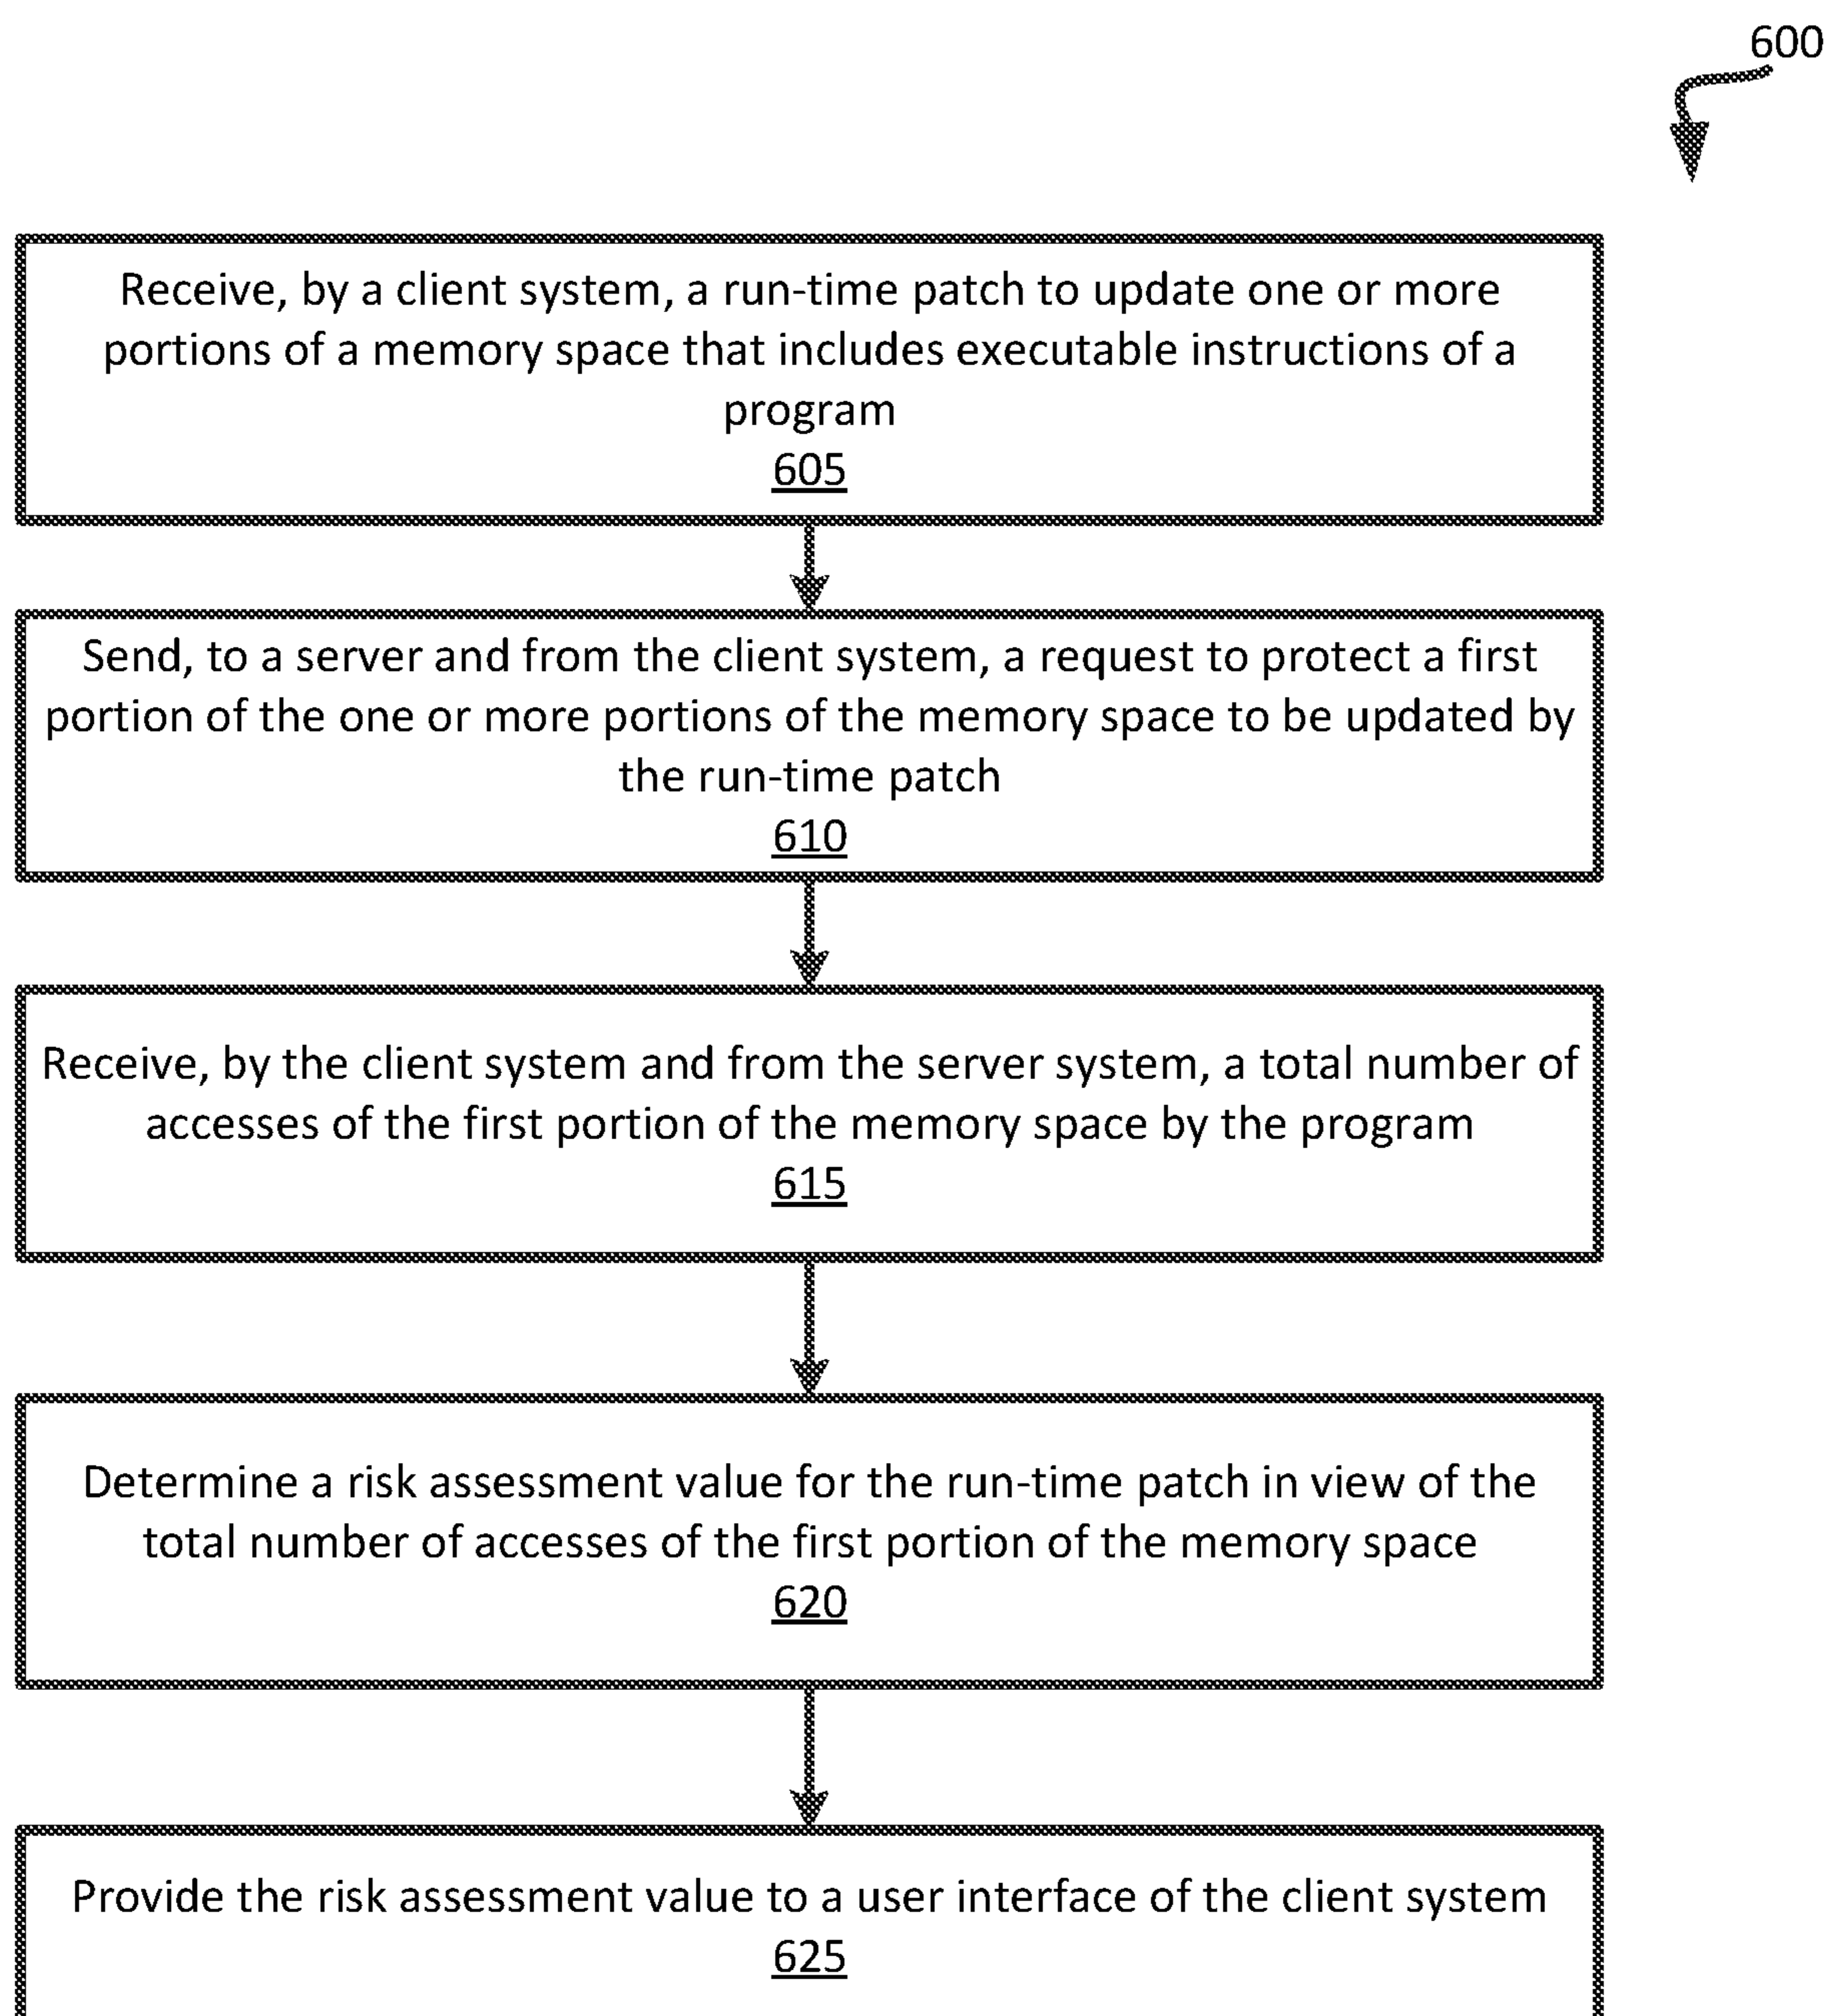 600
Receive, by a client system, a run-time patch to update one or more
portions of a memory space that includes executable instructions of a
program
605
Send, to a server and from the client system, a request to protect a first
portion of the one or more portions of the memory space to be updated by
the run-time patch
610
Receive, by the client system and from the server system, a total number of
accesses of the first portion of the memory space by the program
615
Determine a risk assessment value for the run-time patch in view of the
total number of accesses of the first portion of the memory space
620
Provide the risk assessment value to a user interface of the client system
625